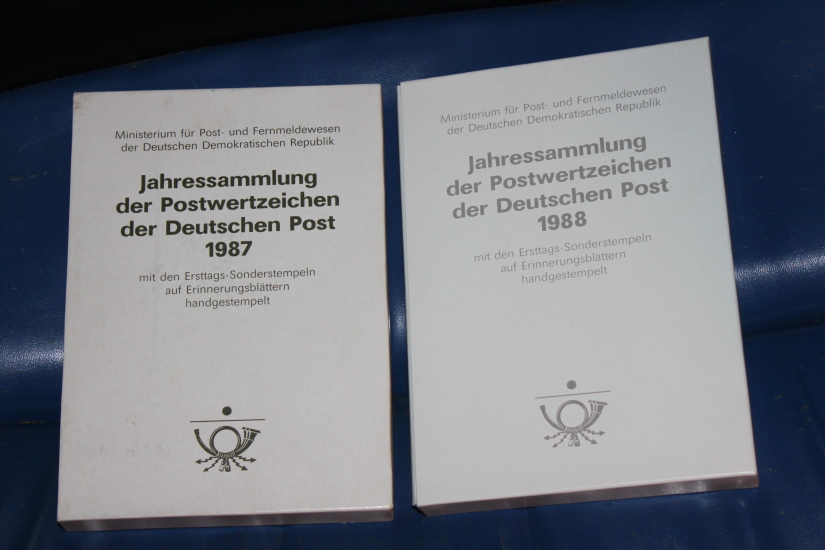 Ministerium für Post- und Fernmeldewesen
der Deutschen Demokratischen Republik
Jahressammlung
der Postwertzeichen
der Deutschen Post
1987
mit den Ersttags-Sonderstempeln
auf Erinnerungsblättern
handgestempelt
Ministerium für Post- und Fernmeldewesen
der Deutschen Demokratischen Republik
Jahressammlung
der Postwertzeichen
der Deutschen Post
1988
mit den Ersttags-Sonderstempeln
auf Erinnerungsblättern
handgestempelt